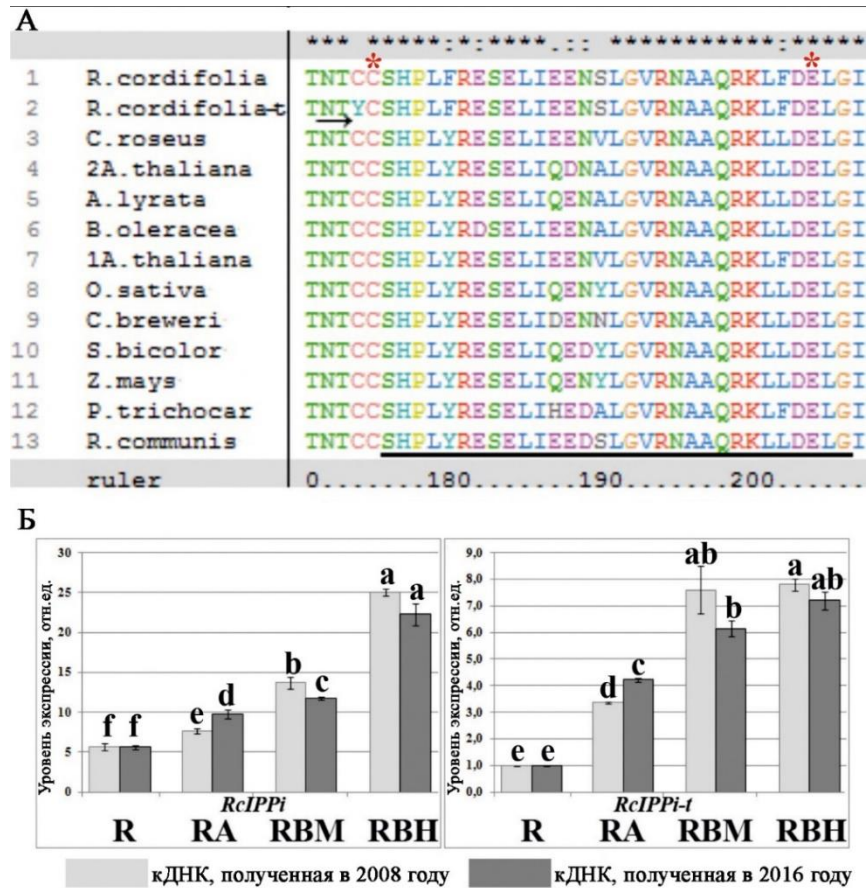 А
*** ******:*:****:::**************:****
* *
1 R.cordifolia TNTCCSHPLFRESELIEENSLGVRNAAQRKLFDELGI
2 R.cordifolia-t TNTYCSHPLFRESELIEENSLGVRNAAQRKLFDELGI
3 C.roseus TNTCCSHPLYRESELIEENVLGVRNAAQRKLFDELGI
4 2A.thaliana TNTCCSHPLYRESELIQDNALGVRNAAQRKLLDELGI
5 A.lyrata TNTCCSHPLYRESELIQENALGVRNAAQRKLLDELGI
6 B.oleracea TNTCCSHPLYRDSELIEENALGVRNAAQRKLLDELGI
7 1A.thaliana TNTCCSHPLYRESELIEENVLGVRNAAQRKLFDELGI
8 O.sativa TNTCCSHPLYRESELIQENYLGVRNAAQRKLLDELGI
9 C.breweri TNTCCSHPLYRESELIDENNLGVRNAAQRKLLDELGI
10 S.bicolor TNTCCSHPLYRESELIQEDYLGVRNAAQRKLLDELGI
11 Z.mays TNTCCSHPLYRESELIQENYLGVRNAAQRKLLDELGI
12 P.trichocar TNTCCSHPLYRESELIHEDALGVRNAAQRKLFDELGI
13 R.communis TNTCCSHPLYRESELIEEDSLGVRNAAQRKLLDELGI
ruler 0.......180.......190.......200.......
Б
Уровень экспрессии, отн.ед.
30
25
20
15
10
5
0
f f e d b c a a
RcIPPi
R RA RBM RBH
Уровень экспрессии, отн.ед.
9,0
8,0
7,0
6,0
5,0
4,0
3,0
2,0
1,0
0,0
e e d c ab b a ab
RcIPPi-t
R RA RBM RBH
кДНК, полученная в 2008 году
кДНК, полученная в 2016 году